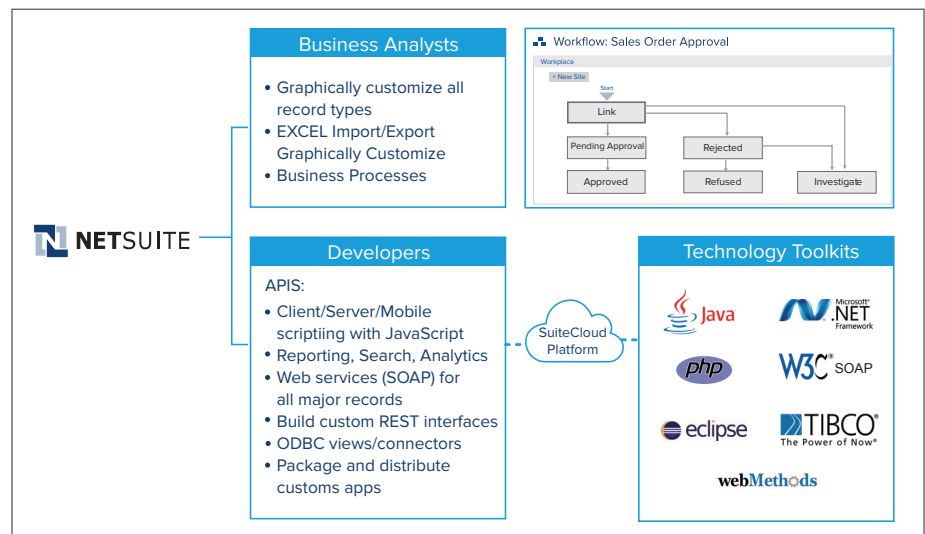 NETSUITE
Business Analysts
• Graphically customize all
record types
• EXCEL Import/Export
Graphically Customize
• Business Processes
Workflow: Sales Order Approval
Workplace
+ New Site
Start
Link
Pending Approval
Rejected
Approved
Refused
Investigate
Developers
APIS:
• Client/Server/Mobile
scriptiing with JavaScript
• Reporting, Search, Analytics
• Web services (SOAP) for
all major records
• Build custom REST interfaces
• ODBC views/connectors
• Package and distribute
customs apps
SuiteCloud
Platform
Technology Toolkits
Java
Microsoft®
.NET
Framework
php
W3C® SOAP
eclipse
TIBCO®
The Power of Now®
webMethods